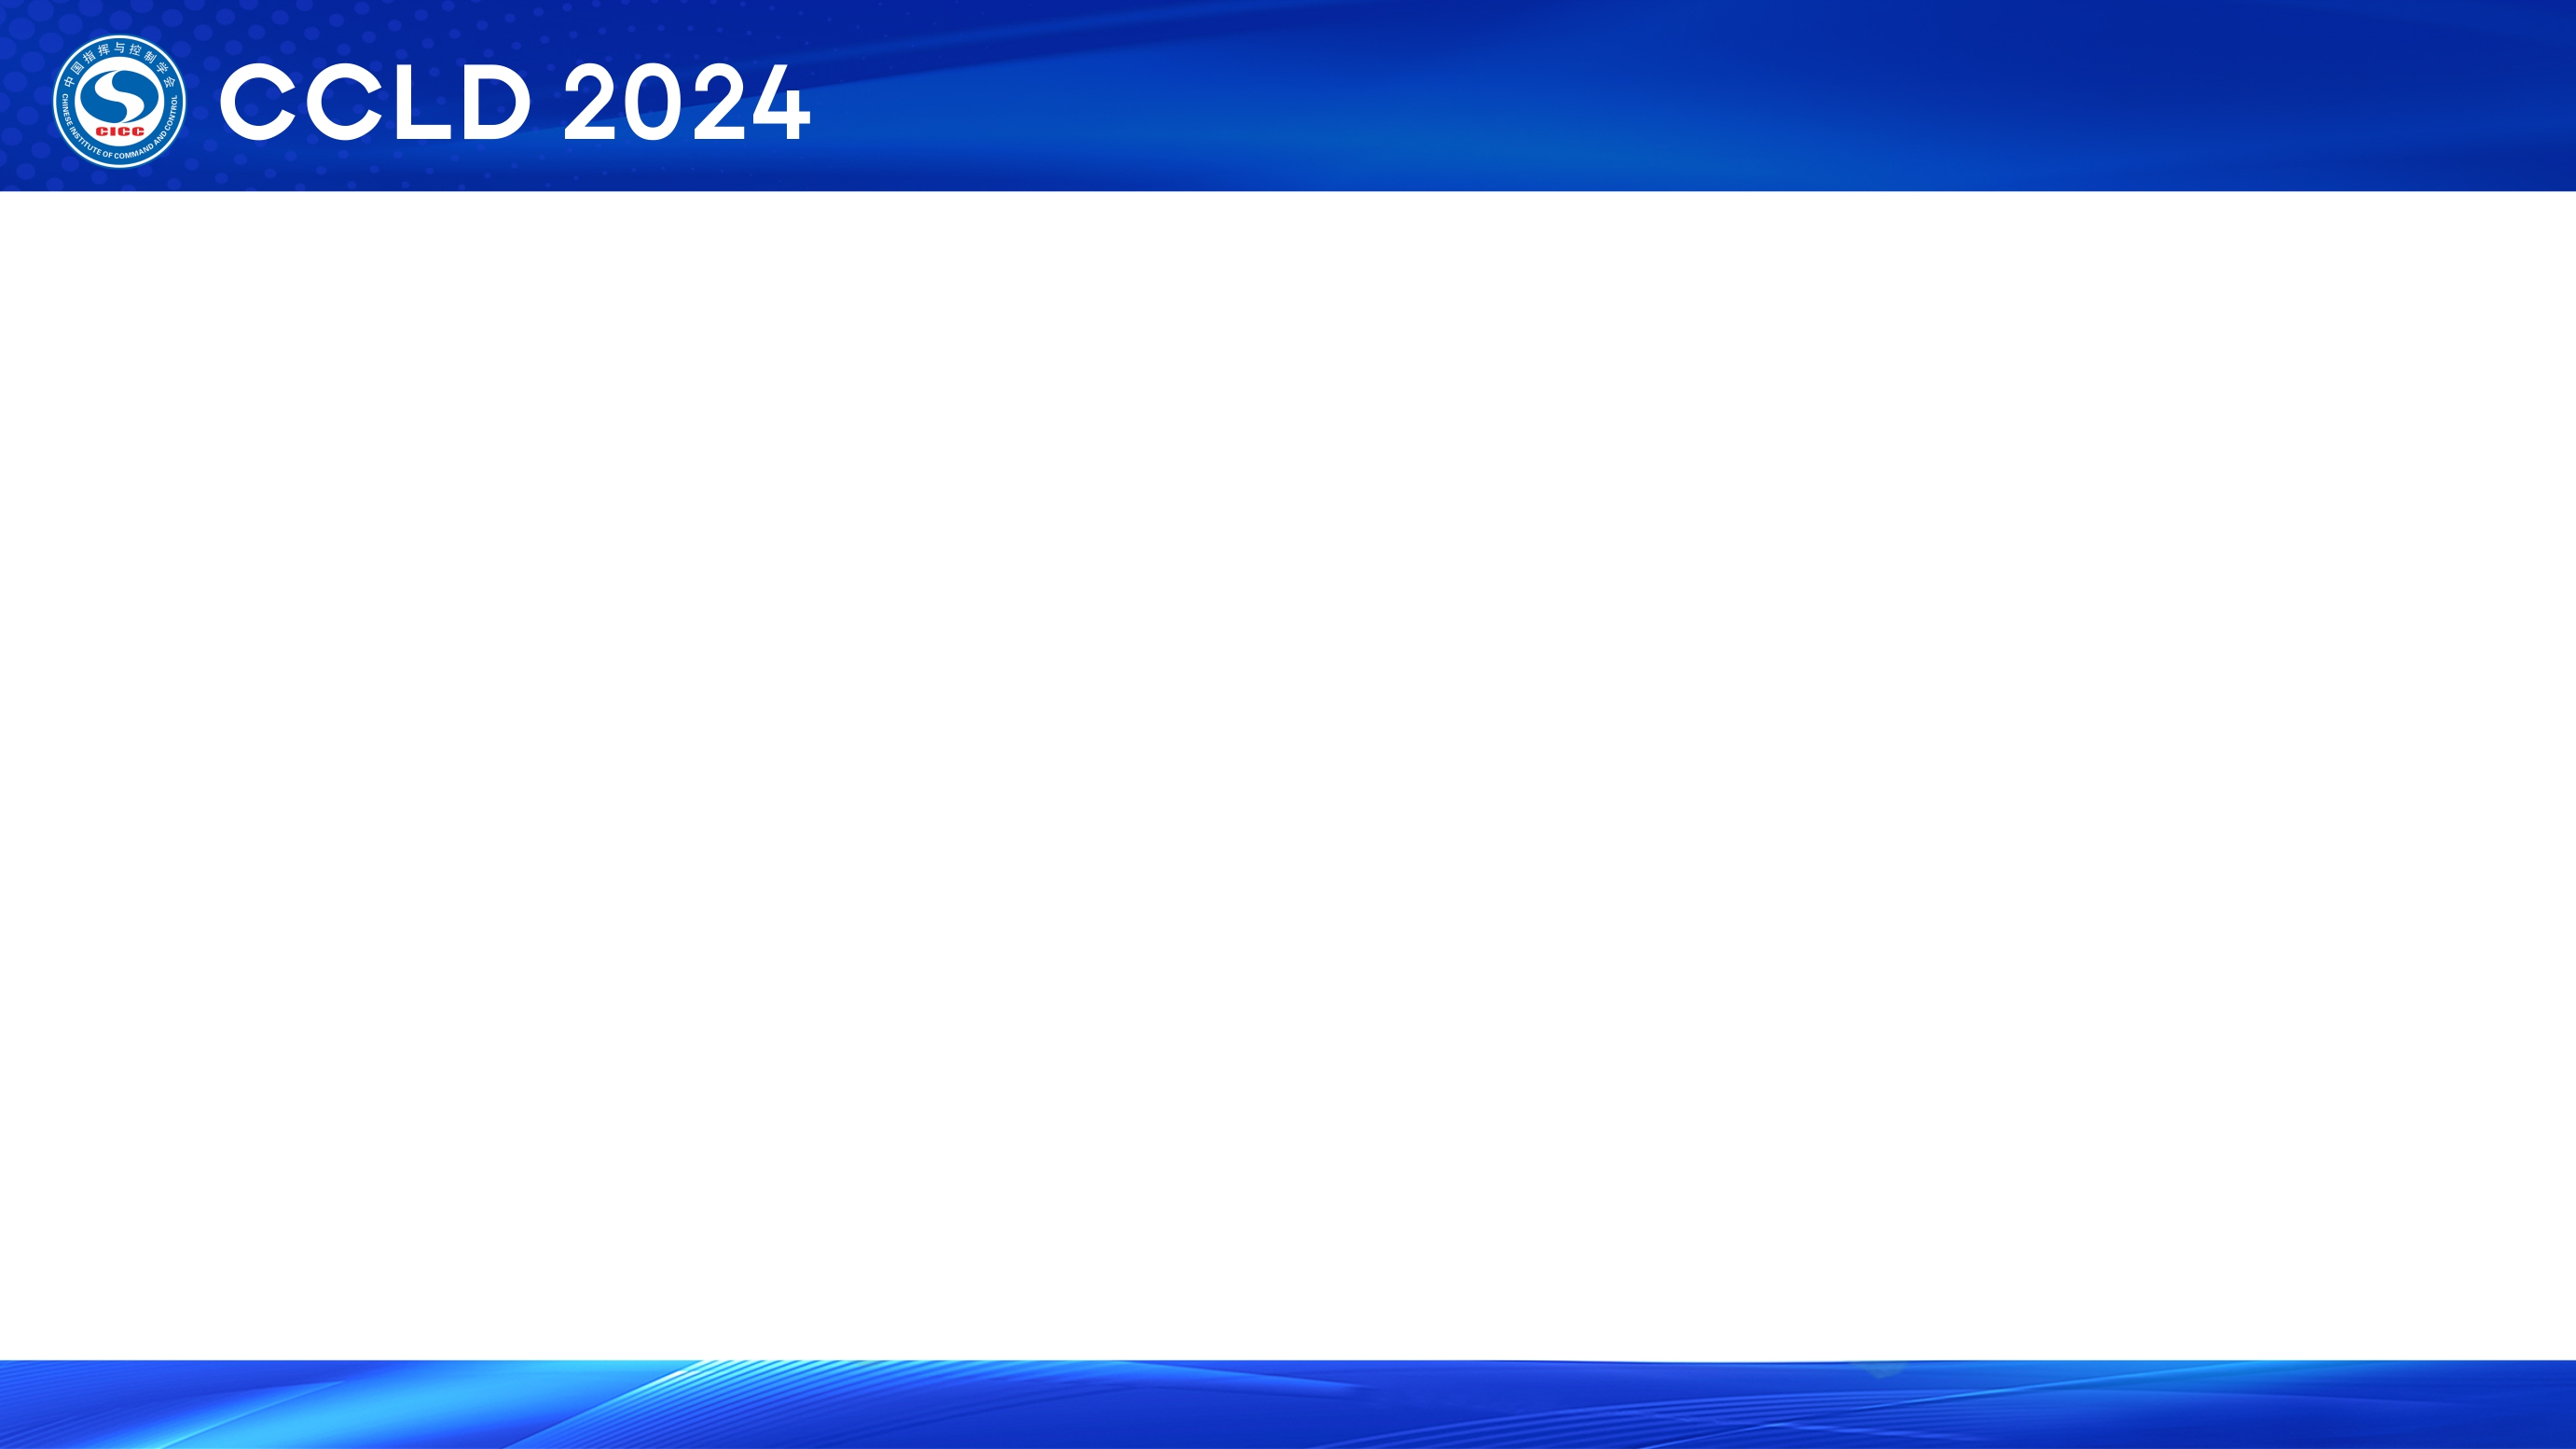 中国指挥与控制学会
CICC
CHINESE INSTITUTE OF COMMAND AND CONTROL
CCLD 2024